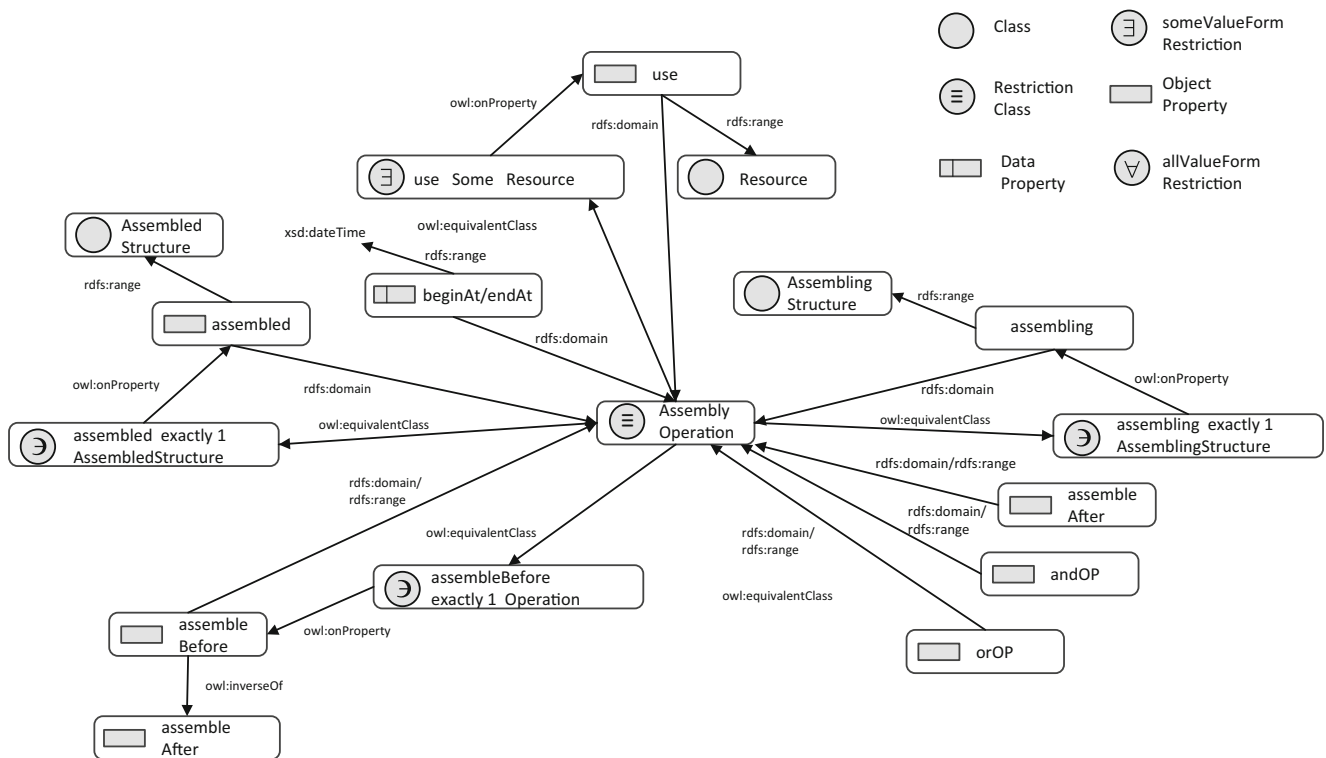 Class
∃
someValueForm
Restriction
≡
Restriction
Class
Object
Property
Data
Property
∀
allValueForm
Restriction
use
owl:onProperty
rdfs:domain
rdfs:range
∃
use Some Resource
Resource
Assembled
Structure
xsd:dateTime
owl:equivalentClass
rdfs:range
rdfs:range
beginAt/endAt
Assembling
Structure
rdfs:range
assembled
assembling
rdfs:domain
owl:onProperty
rdfs:domain
rdfs:domain
owl:onProperty
≡
Assembly
Operation
owl:equivalentClass
owl:equivalentClass
∋
assembled exactly 1
AssembledStructure
∋
assembling exactly 1
AssemblingStructure
rdfs:domain/rdfs:range
rdfs:domain/
rdfs:range
assemble
After
rdfs:domain/
rdfs:range
owl:equivalentClass
rdfs:domain/
rdfs:range
∋
assembleBefore
exactly 1 Operation
andOP
owl:equivalentClass
assemble
Before
owl:onProperty
orOP
owl:inverseOf
assemble
After